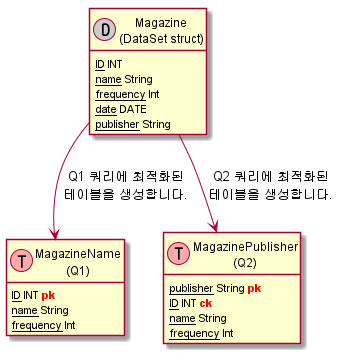 D
Magazine
(DataSet struct)
ID INT
name String
frequency Int
date DATE
publisher String
Q1 쿼리에 최적화된
테이블을 생성합니다.
Q2 쿼리에 최적화된
테이블을 생성합니다.
T
MagazineName
(Q1)
ID INT pk
name String
frequency Int
T
MagazinePublisher
(Q2)
publisher String pk
ID INT ck
name String
frequency Int